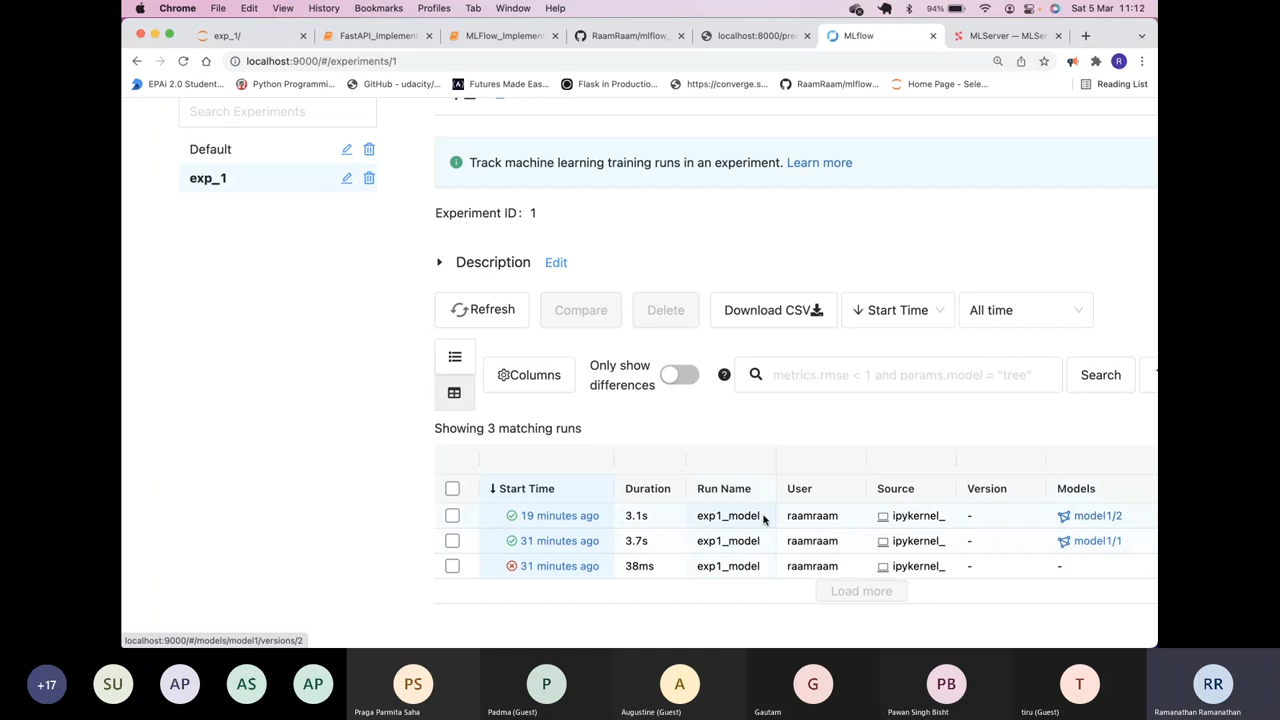 Chrome File Edit View History Bookmarks Profiles Tab Window Help 94% Sat 5 Mar 11:12
exp_1/ FastAPI_Implement MLFlow_Implement RaamRaam/mlflow_ localhost:8000/pre MLflow MLServer — MLSer
localhost:9000/#/experiments/1 R
EPAi 2.0 Student... Python Programmi... GitHub - udacity/... Futures Made Eas... Flask in Productio... https://converge.s... RaamRaam/mlflow... Home Page - Sele... Reading List
Search Experiments
Default
exp_1
Track machine learning training runs in an experiment. Learn more
Experiment ID: 1
Description Edit
Refresh Compare Delete Download CSV Start Time All time
Columns Only show differences metrics.rmse < 1 and params.model = "tree" Search
Showing 3 matching runs
Start Time Duration Run Name User Source Version Models
19 minutes ago 3.1s exp1_model raamraam ipykernel_ - model1/2
31 minutes ago 3.7s exp1_model raamraam ipykernel_ - model1/1
31 minutes ago 38ms exp1_model raamraam ipykernel_ - -
Load more
localhost:9000/#/models/model1/versions/2
+17 SU AP AS AP PS P A G PB T RR
Praga Parmita Saha Padma (Guest) Augustine (Guest) Gautam Pawan Singh Bisht tiru (Guest) Ramanathan Ramanathan